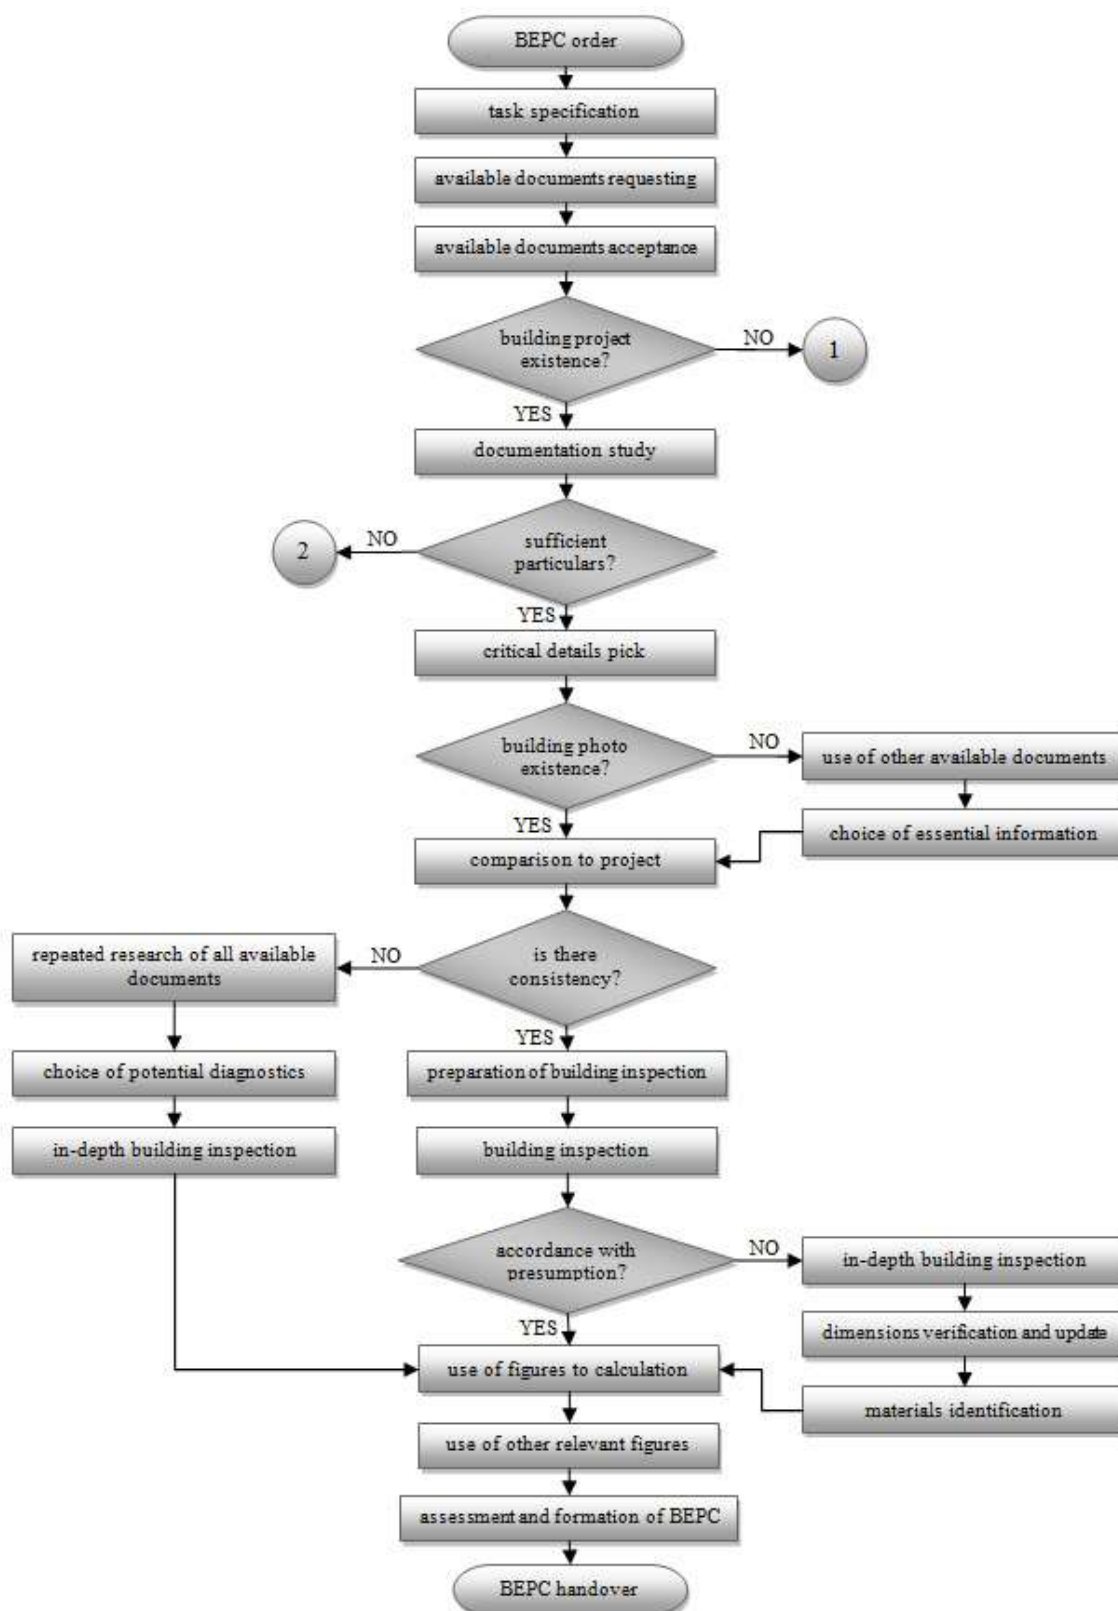 BEPC order
task specification
available documents requesting
available documents acceptance
building project
existence?
NO
1
YES
documentation study
sufficient
particulars?
NO
2
YES
critical details pick
building photo
existence?
NO
use of other available documents
choice of essential information
YES
comparison to project
is there
consistency?
NO
repeated research of all available
documents
choice of potential diagnostics
in-depth building inspection
YES
preparation of building inspection
building inspection
accordance with
presumption?
NO
in-depth building inspection
dimensions verification and update
materials identification
YES
use of figures to calculation
use of other relevant figures
assessment and formation of BEPC
BEPC handover